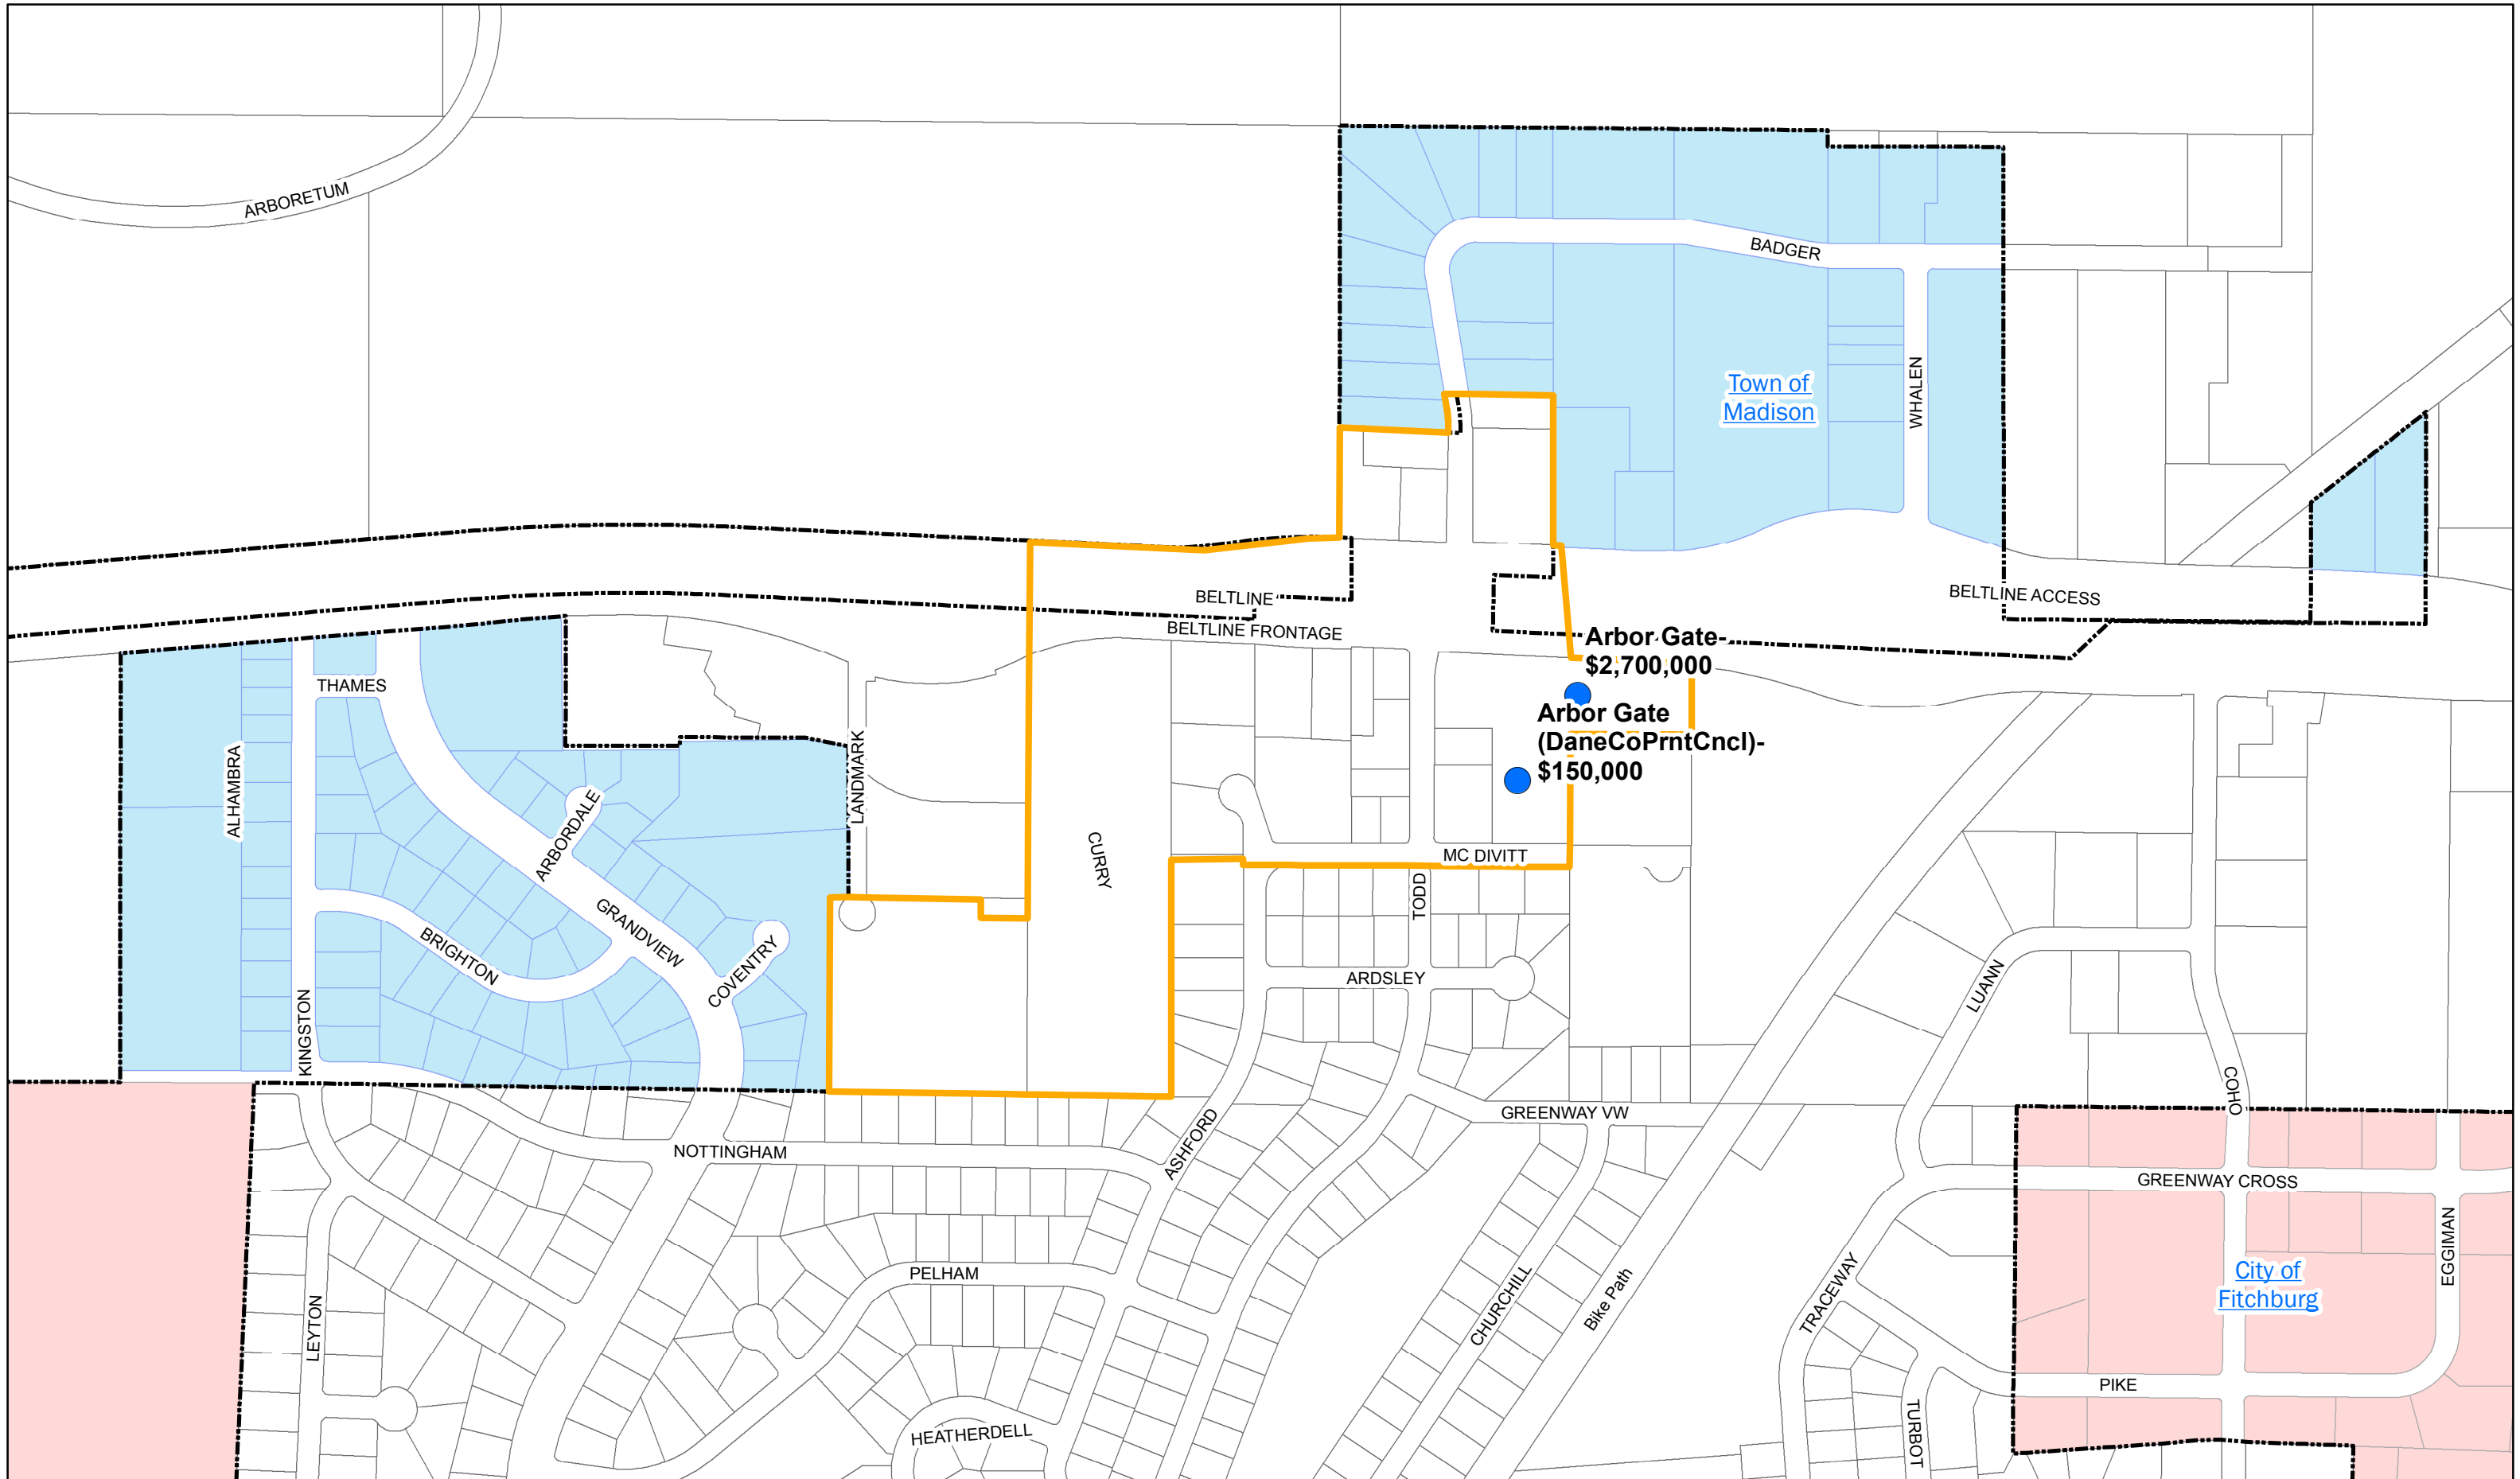 ARBORETUM
BADGER
Town of
Madison
WHALEN
BELTLINE
BELTLINE ACCESS
BELTLINE FRONTAGE
Arbor Gate-
$2,700,000
THAMES
Arbor Gate
(DaneCoPrntCncl)-
$150,000
ALHAMBRA
LANDMARK
ARBORDALE
CURRY
MC DIVITT
TODD
GRANDVIEW
BRIGHTON
COVENTRY
ARDSLEY
LUANN
KINGSTON
COHO
GREENWAY VW
ASHFORD
NOTTINGHAM
GREENWAY CROSS
EGGIMAN
PELHAM
City of
Fitchburg
CHURCHILL
Bike Path
TRACEWAY
LEYTON
PIKE
TURBOT
HEATHERDELL